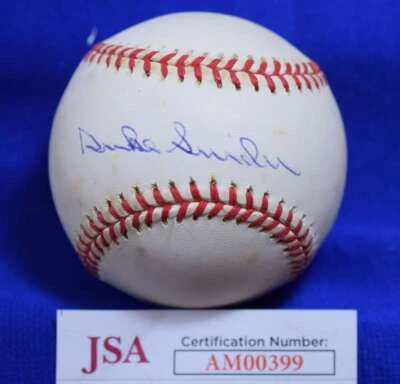 Duke Snider
JSA
Certification Number:
AM00399